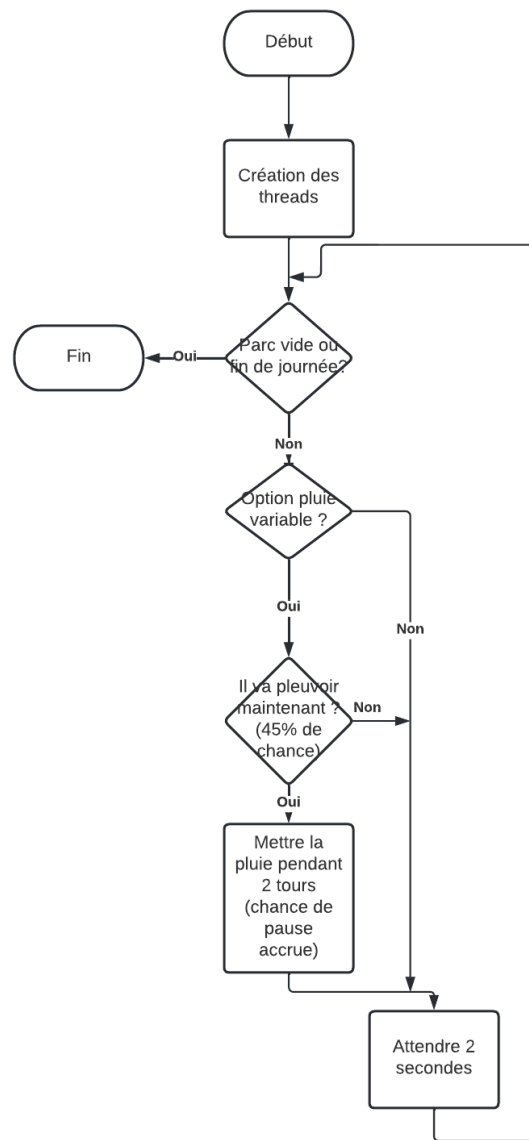 Début
Création des
threads
Parc vide ou
fin de journée?
Oui
Fin
Non
Option pluie
variable ?
Oui
Non
Il va pleuvoir
maintenant ?
(45% de
chance)
Non
Oui
Mettre la
pluie pendant
2 tours
(chance de
pause
accrue)
Attendre 2
secondes